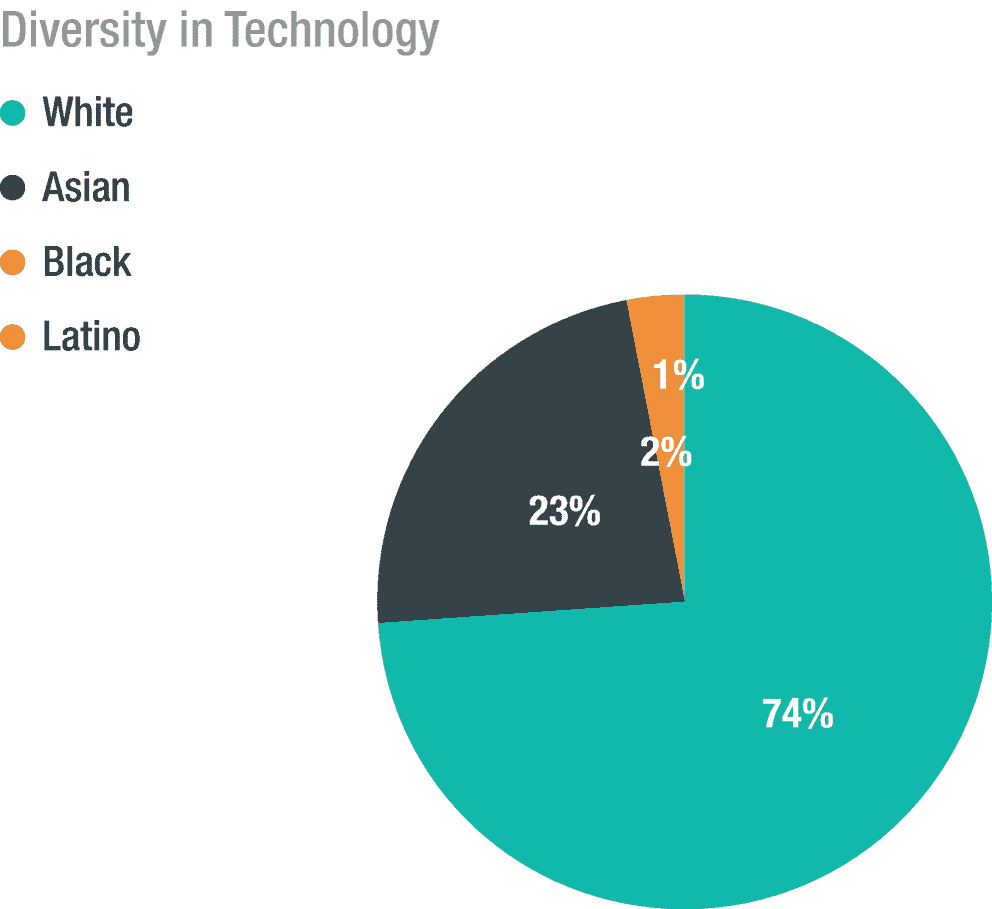 Diversity in Technology
White
Asian
Black
Latino
1%
2%
23%
74%